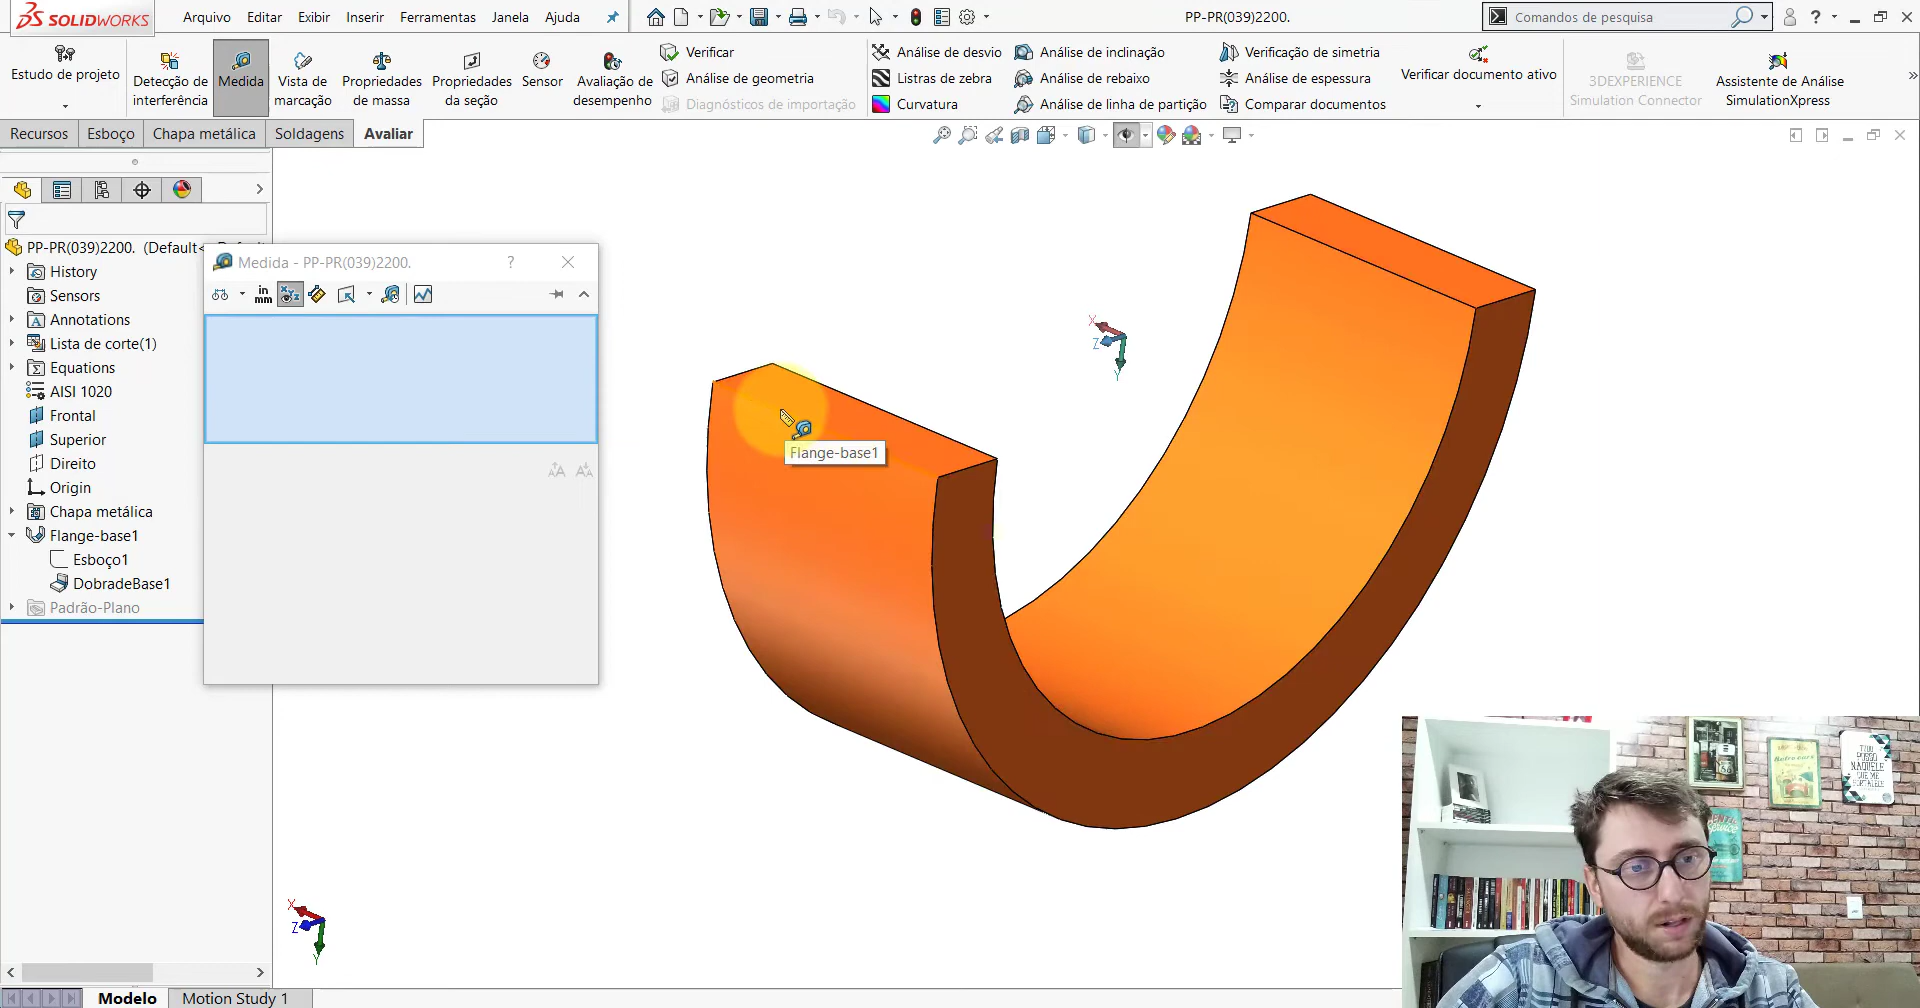 SOLIDWORKS
Arquivo
Editar
Exibir
Inserir
Ferramentas
Janela
Ajuda
PP-PR(039)2200.
Comandos de pesquisa
Estudo de projeto
Detecção de
interferência
Medida
Vista de
marcação
Propriedades
de massa
Propriedades
da seção
Sensor
Avaliação de
desempenho
Verificar
Análise de geometria
Diagnósticos de importação
Análise de desvio
Listras de zebra
Curvatura
Análise de inclinação
Análise de rebaixo
Análise de linha de partição
Verificação de simetria
Análise de espessura
Comparar documentos
Verificar documento ativo
3DEXPERIENCE
Simulation Connector
Assistente de Análise
SimulationXpress
Recursos
Esboço
Chapa metálica
Soldagens
Avaliar
PP-PR(039)2200. (Default<
History
Sensors
Annotations
Lista de corte(1)
Equations
AISI 1020
Frontal
Superior
Direito
Origin
Chapa metálica
Flange-base1
Esboço1
DobradeBase1
Padrão-Plano
Medida - PP-PR(039)2200.
?
in
mm
Flange-base1
X
Z
Y
X
Z
Y
Modelo
Motion Study 1